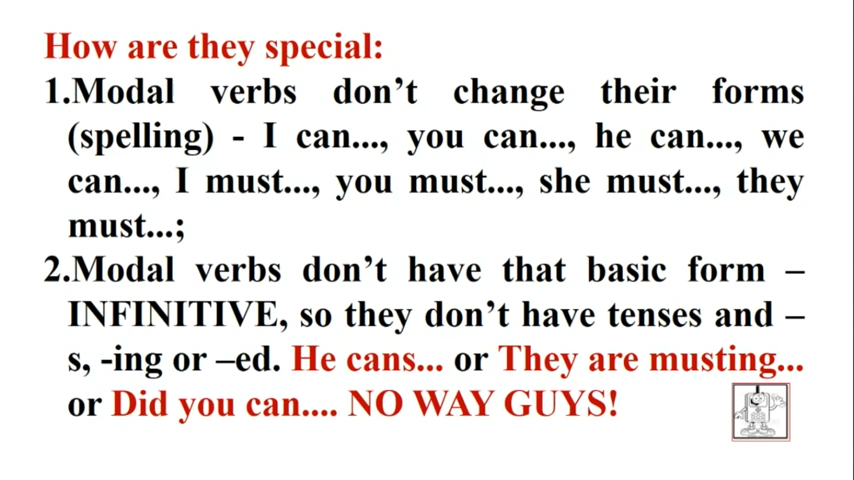 How are they special:
1.Modal verbs don’t change their forms
(spelling) - I can..., you can..., he can..., we
can..., I must..., you must..., she must..., they
must...;
2.Modal verbs don’t have that basic form –
INFINITIVE, so they don’t have tenses and –
s, -ing or –ed. He cans... or They are musting...
or Did you can.... NO WAY GUYS!